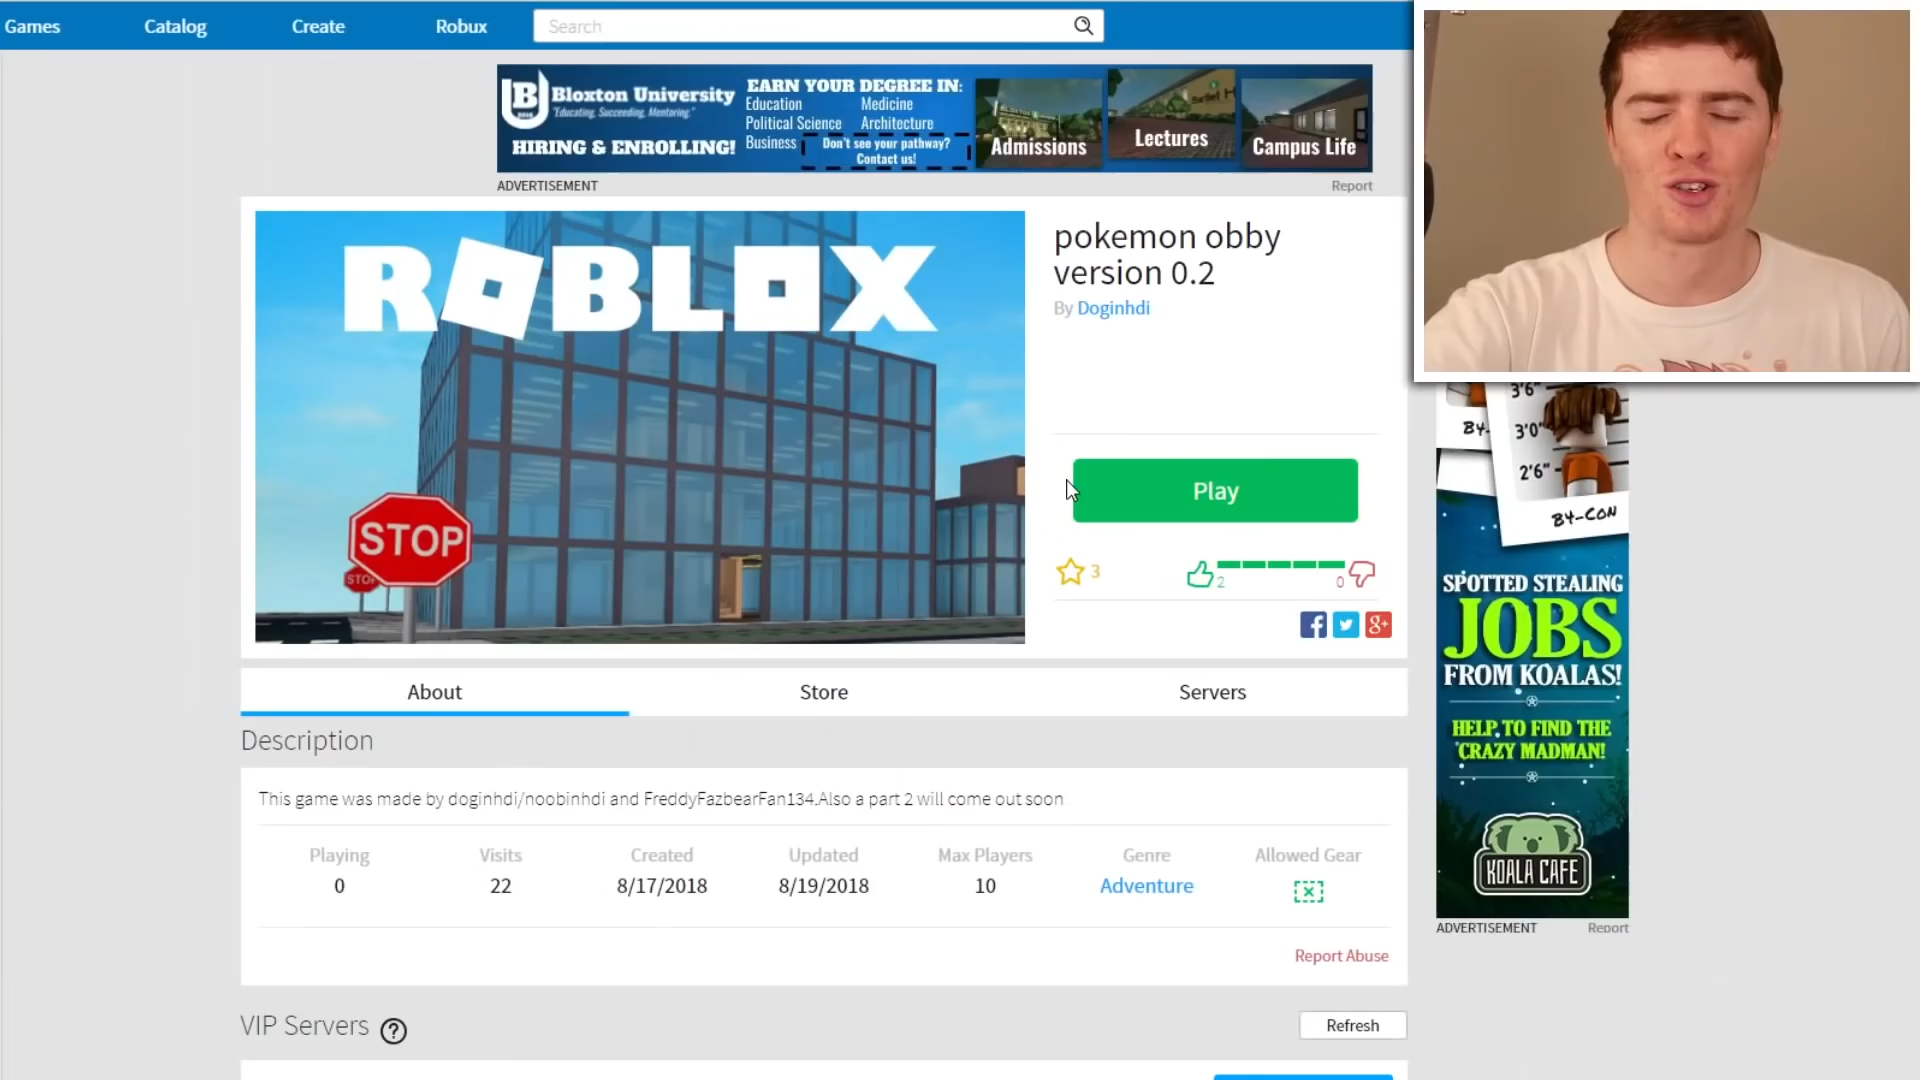 Games
Catalog
Create
Robux
Search
Bloxton University
"Educating, Succeeding, Mentoring."
HIRING & ENROLLING!
EARN YOUR DEGREE IN:
Education
Medicine
Political Science
Architecture
Business
Don't see your pathway?
Contact us!
Admissions
Lectures
Campus Life
ADVERTISEMENT
Report
ROBLOX
STOP
STOP
pokemon obby
version 0.2
By Doginhdi
Play
3
2
0
About
Store
Servers
Description
This game was made by doginhdi/noobinhdi and FreddyFazbearFan134.Also a part 2 will come out soon
Playing
Visits
Created
Updated
Max Players
Genre
Allowed Gear
0
22
8/17/2018
8/19/2018
10
Adventure
Report Abuse
VIP Servers ?
Refresh
3'6"
3'0"
2'6"
B4-CON
SPOTTED STEALING
JOBS
FROM KOALAS!
HELP TO FIND THE
CRAZY MADMAN!
KOALA CAFE
ADVERTISEMENT
Report